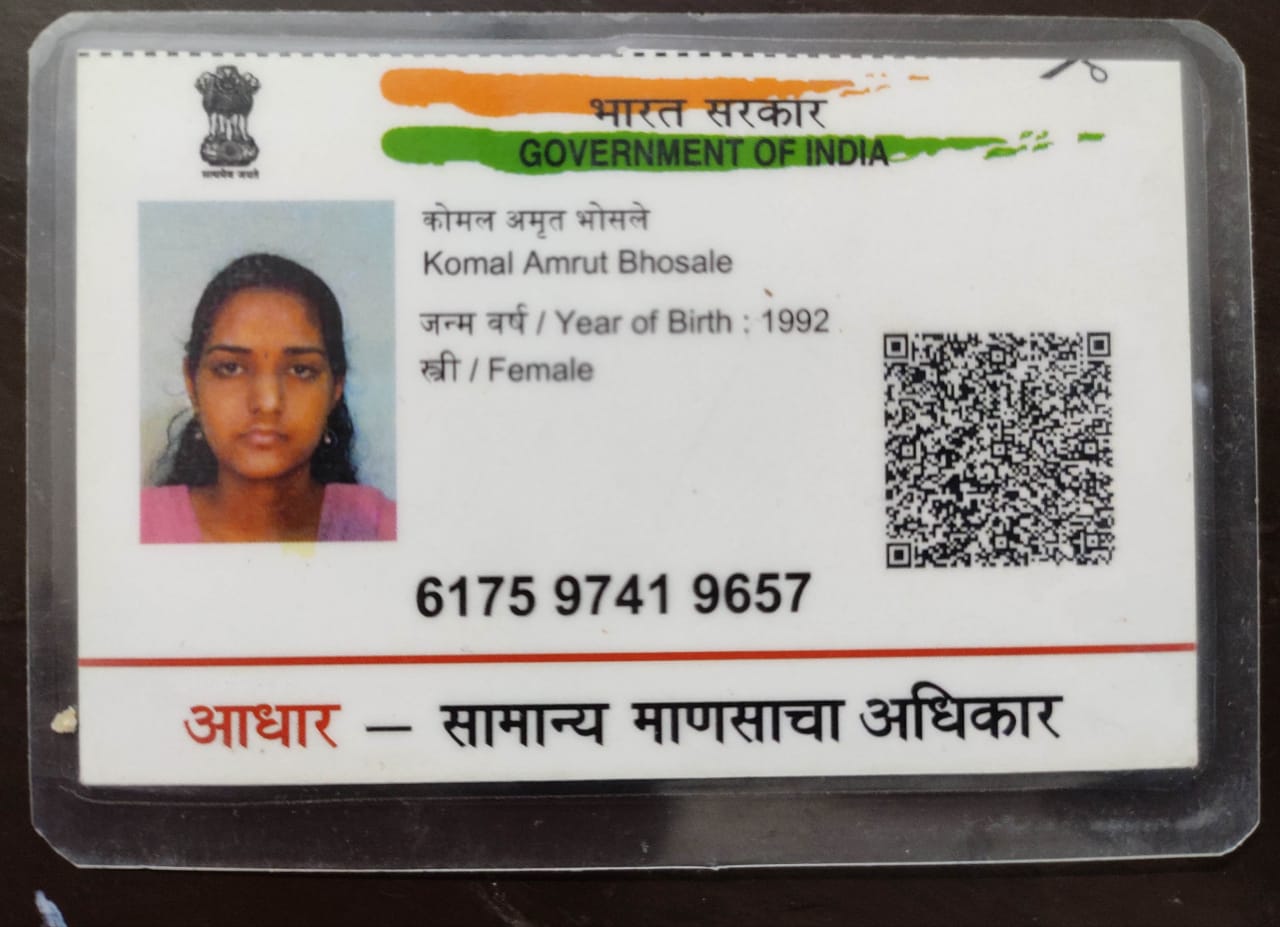 सत्यमेव जयते
भारत सरकार
GOVERNMENT OF INDIA
कोमल अमृत भोसले
Komal Amrut Bhosale
जन्म वर्ष / Year of Birth : 1992
स्त्री / Female
6175 9741 9657
आधार — सामान्य माणसाचा अधिकार